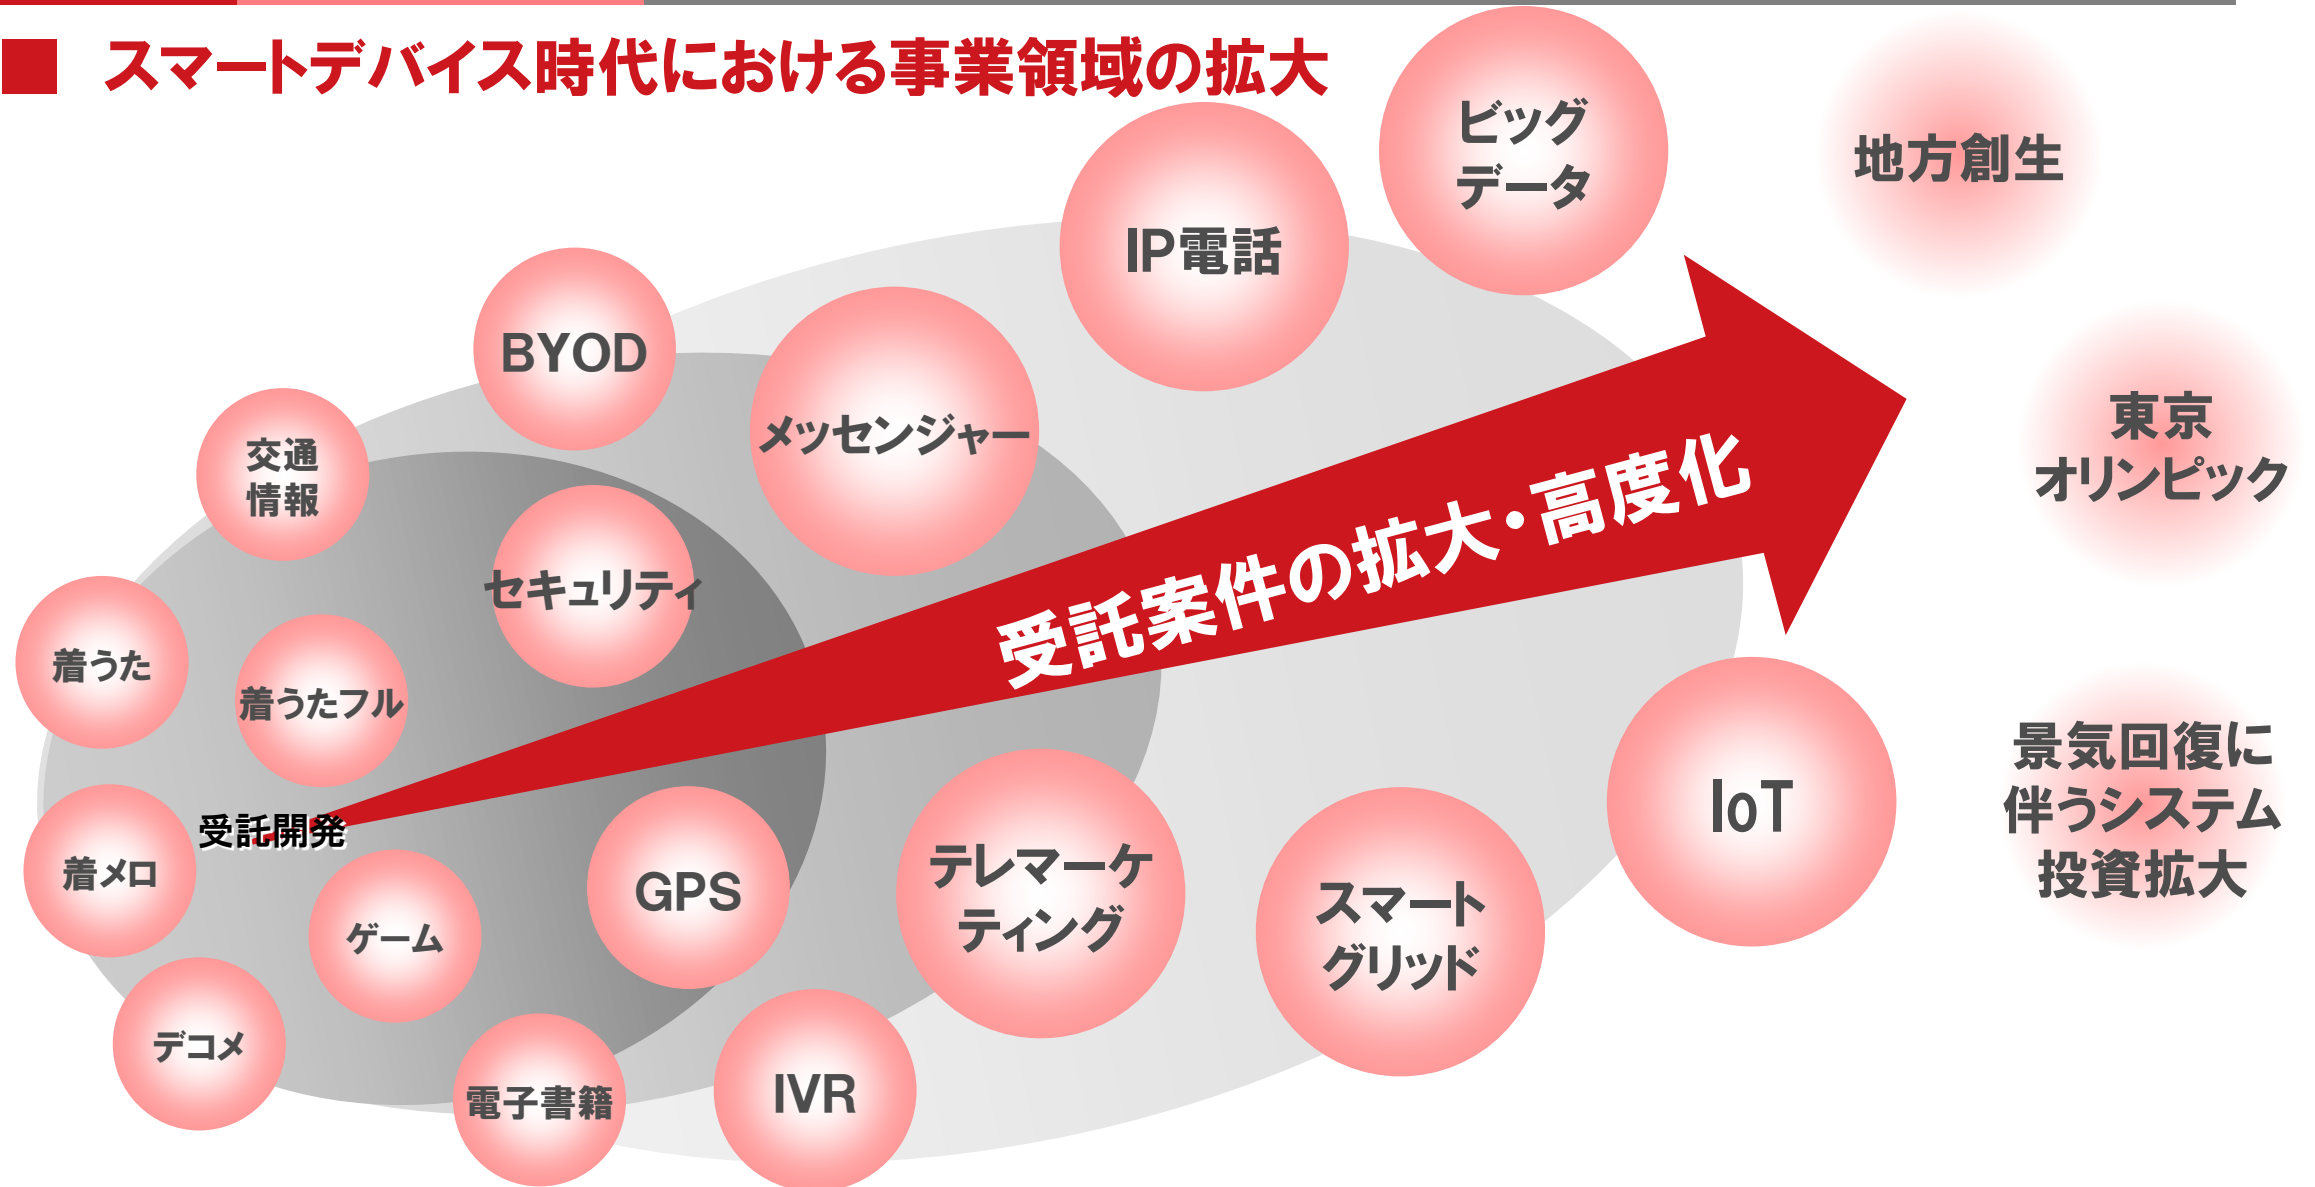 スマートデバイス時代における事業領域の拡大
ビッグ
データ
地方創生
IP電話
BYOD
メッセンジャー
東京
オリンピック
交通
情報
セキュリティ
受託案件の拡大・高度化
着うた
着うたフル
受託開発
着メロ
ゲーム
GPS
テレマーケ
ティング
スマート
グリッド
IoT
景気回復に
伴うシステム
投資拡大
デコメ
電子書籍
IVR